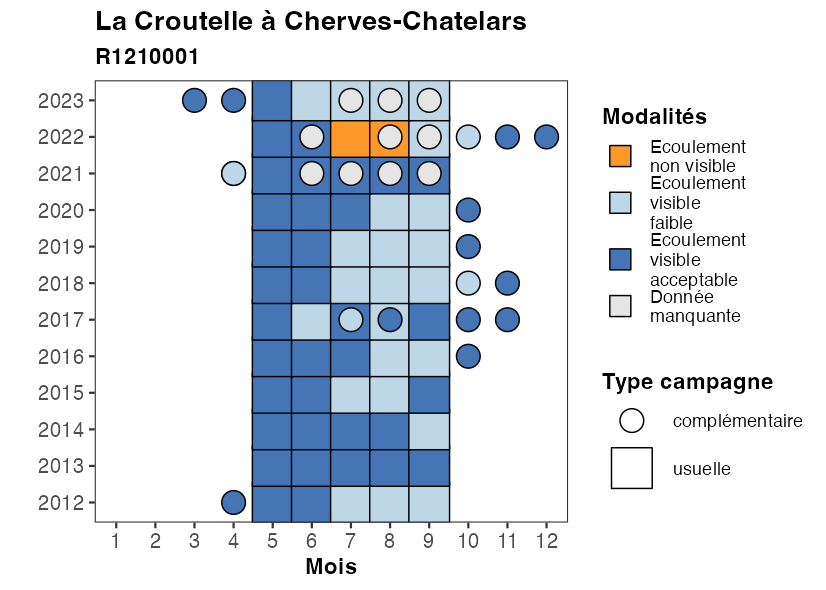 La Croutelle à Cherves-Chatelars
R1210001
2023
2022
2021
2020
2019
2018
2017
2016
2015
2014
2013
2012
1 2 3 4 5 6 7 8 9 10 11 12
Mois
Modalités
Ecoulement
non visible
Ecoulement
visible
faible
Ecoulement
visible
acceptable
Donnée
manquante
Type campagne
complémentaire
usuelle